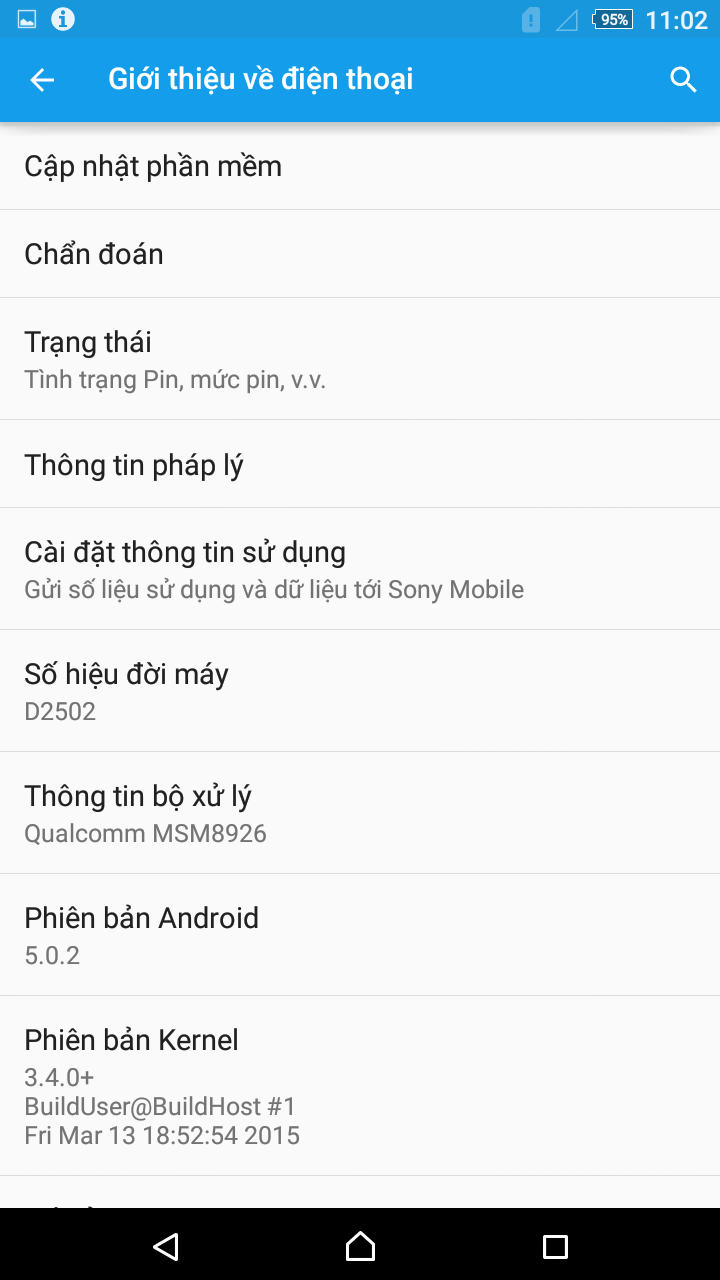 95% 11:02
Giới thiệu về điện thoại
Cập nhật phần mềm
Chẩn đoán
Trạng thái
Tình trạng Pin, mức pin, v.v.
Thông tin pháp lý
Cài đặt thông tin sử dụng
Gửi số liệu sử dụng và dữ liệu tới Sony Mobile
Số hiệu đời máy
D2502
Thông tin bộ xử lý
Qualcomm MSM8926
Phiên bản Android
5.0.2
Phiên bản Kernel
3.4.0+
BuildUser@BuildHost #1
Fri Mar 13 18:52:54 2015